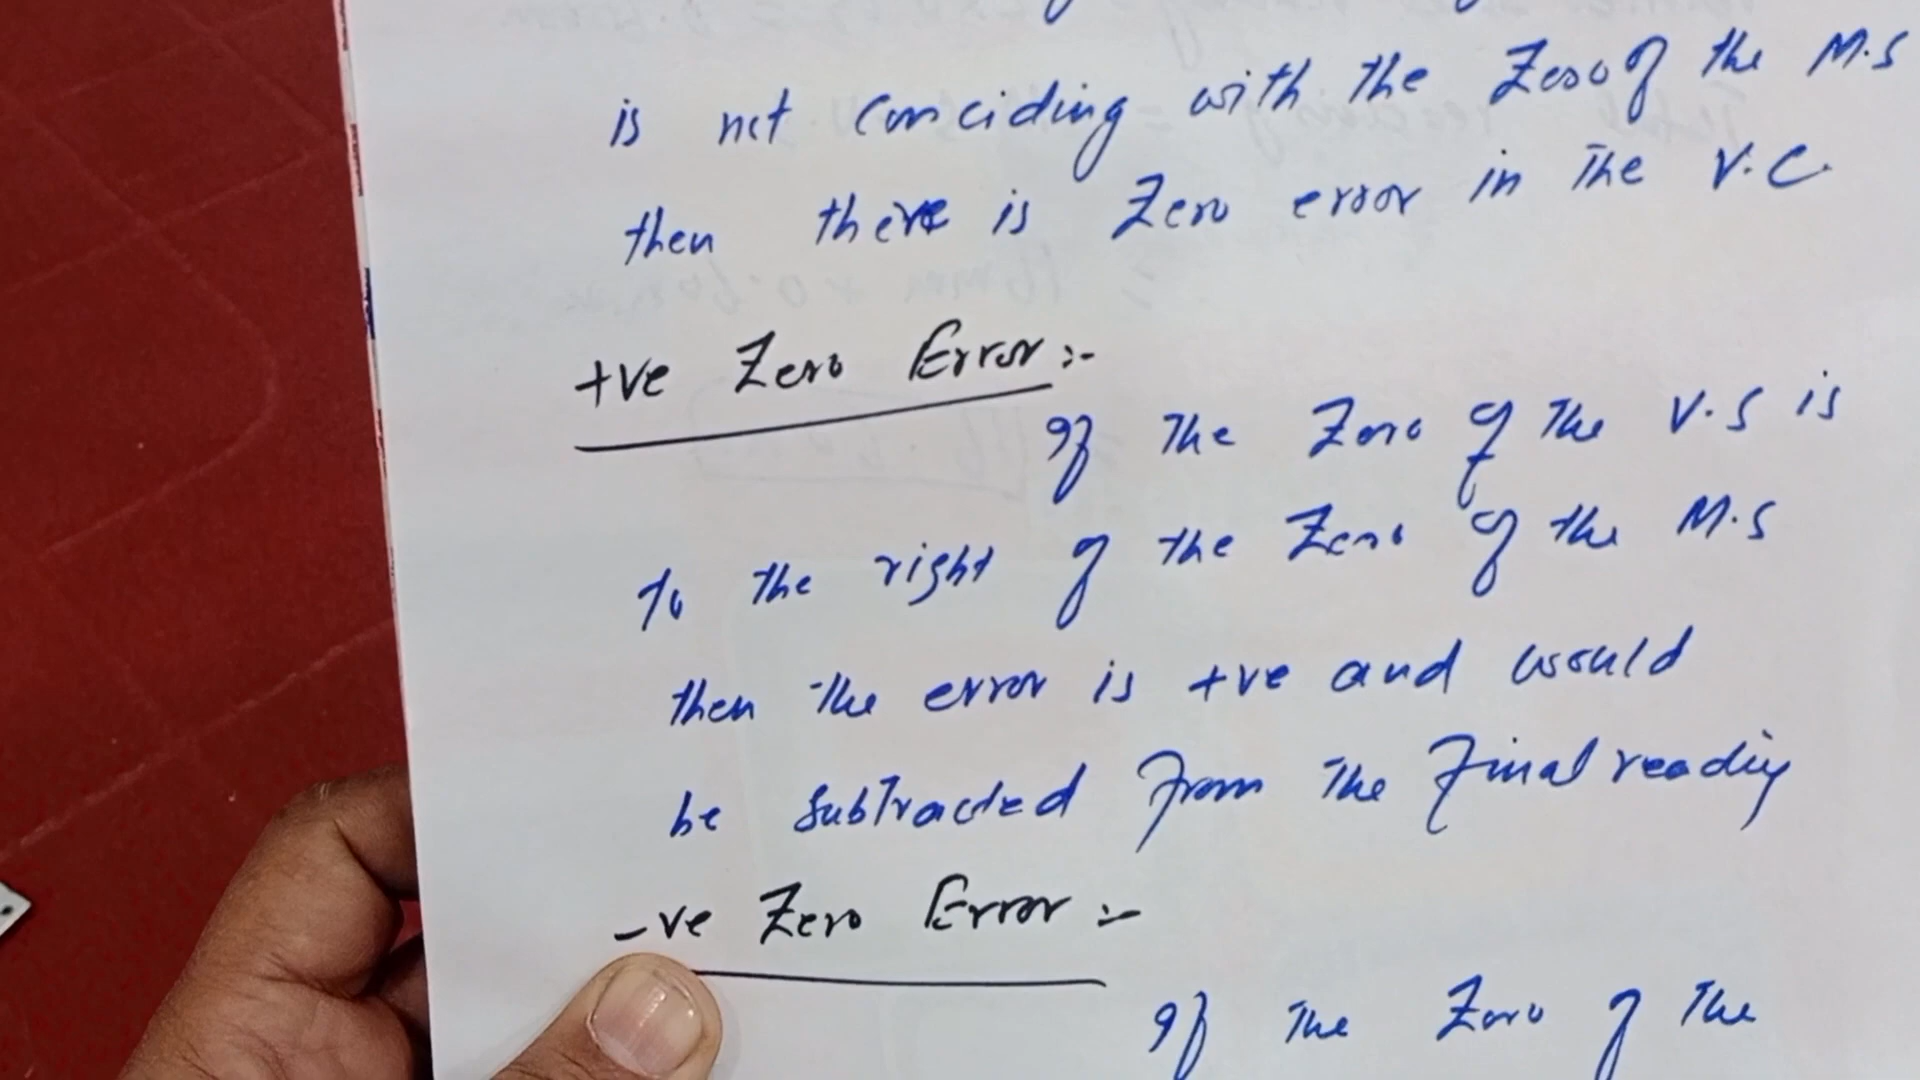 is not conciding with the Zero of the M.S
then there is Zero error in the V.C.
+ve Zero Error :-
If the Zero of the V.S is
to the right of the Zero of the M.S
then the error is +ve and would
be subtracted from the final reading
-ve Zero Error :-
If the Zero of the